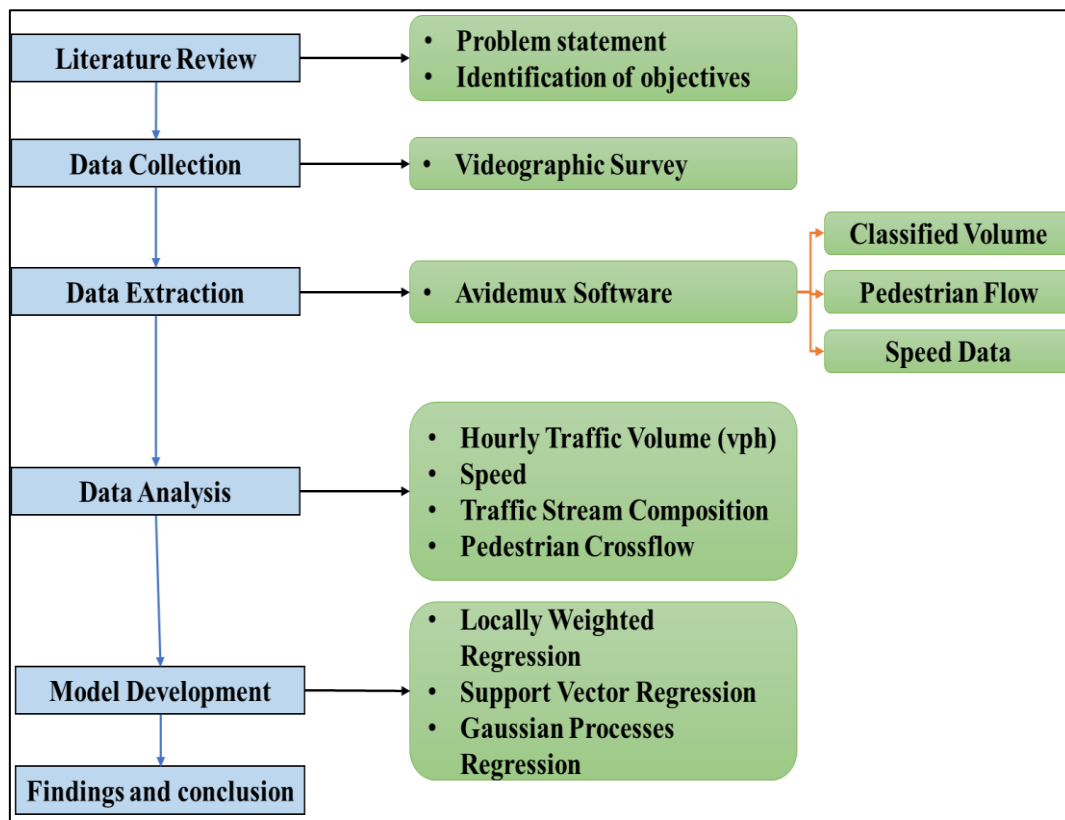 Literature Review
• Problem statement
• Identification of objectives
Data Collection
• Videographic Survey
Data Extraction
• Avidemux Software
Classified Volume
Pedestrian Flow
Speed Data
Data Analysis
• Hourly Traffic Volume (vph)
• Speed
• Traffic Stream Composition
• Pedestrian Crossflow
Model Development
• Locally Weighted
Regression
• Support Vector Regression
• Gaussian Processes
Regression
Findings and conclusion